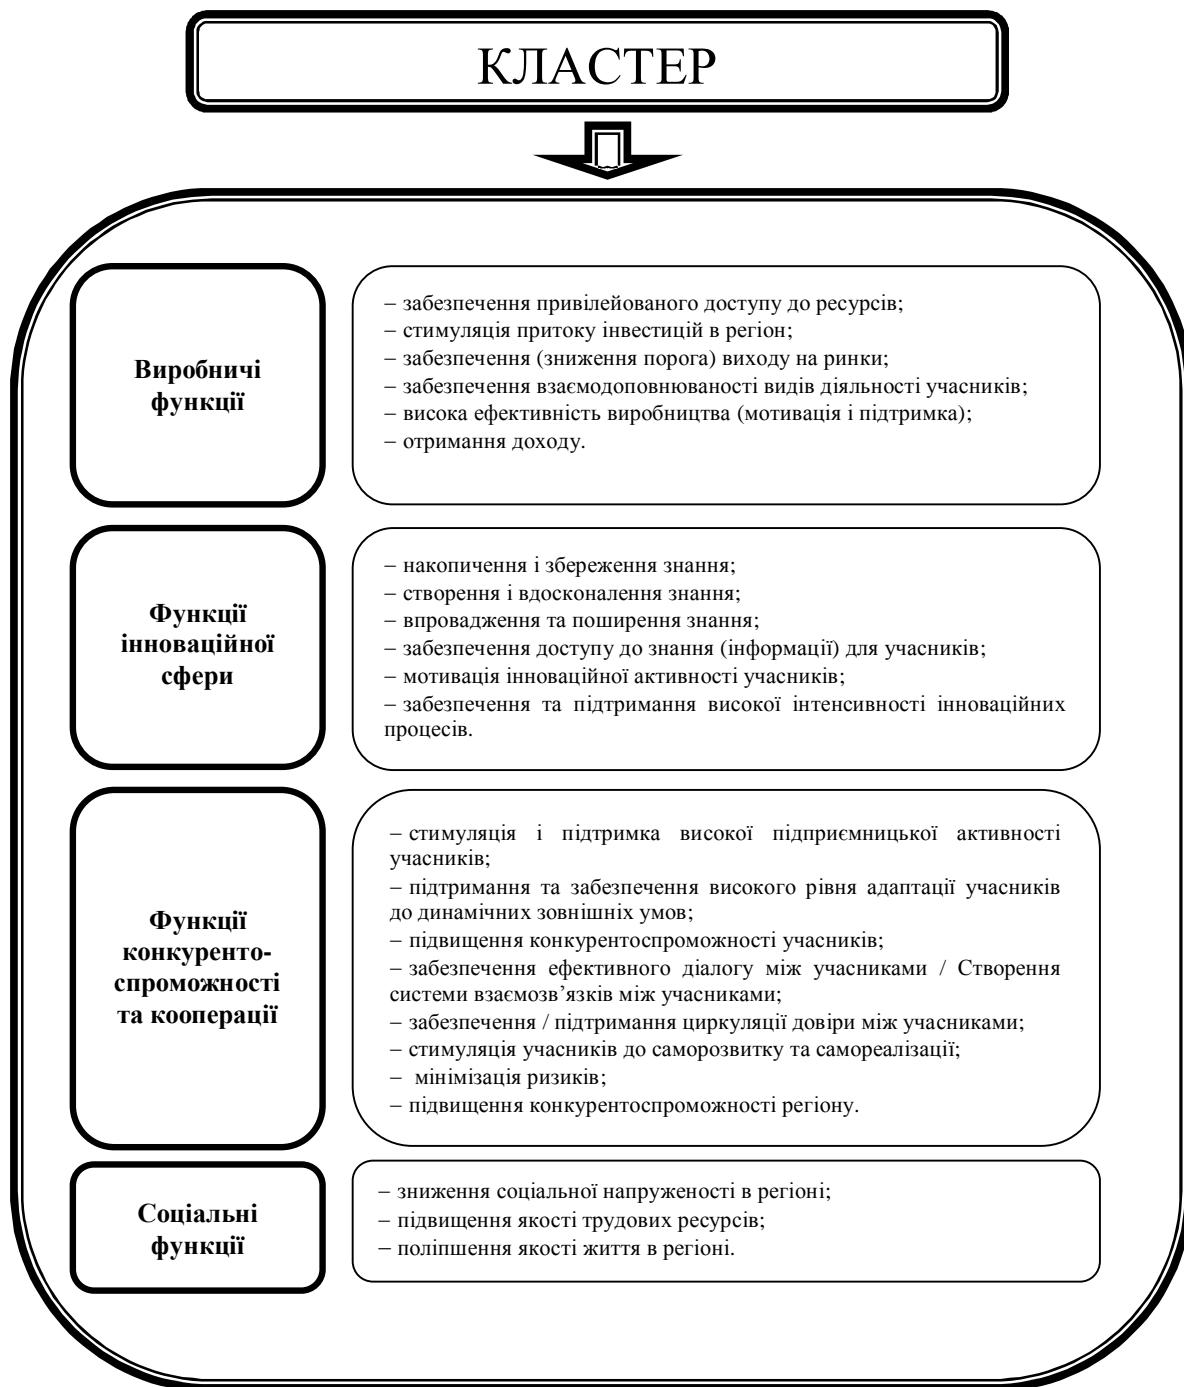 КЛАСТЕР
Виробничі
функції
– забезпечення привілейованого доступу до ресурсів;
– стимуляція притоку інвестицій в регіон;
– забезпечення (зниження порога) виходу на ринки;
– забезпечення взаємодоповнюваності видів діяльності учасників;
– висока ефективність виробництва (мотивація і підтримка);
– отримання доходу.
Функції
інноваційної
сфери
– накопичення і збереження знання;
– створення і вдосконалення знання;
– впровадження та поширення знання;
– забезпечення доступу до знання (інформації) для учасників;
– мотивація інноваційної активності учасників;
– забезпечення та підтримання високої інтенсивності інноваційних
процесів.
Функції
конкуренто-
спроможності
та кооперації
– стимуляція і підтримка високої підприємницької активності
учасників;
– підтримання та забезпечення високого рівня адаптації учасників
до динамічних зовнішніх умов;
– підвищення конкурентоспроможності учасників;
– забезпечення ефективного діалогу між учасниками / Створення
системи взаємозв’язків між учасниками;
– забезпечення / підтримання циркуляції довіри між учасниками;
– стимуляція учасників до саморозвитку та самореалізації;
– мінімізація ризиків;
– підвищення конкурентоспроможності регіону.
Соціальні
функції
– зниження соціальної напруженості в регіоні;
– підвищення якості трудових ресурсів;
– поліпшення якості життя в регіоні.